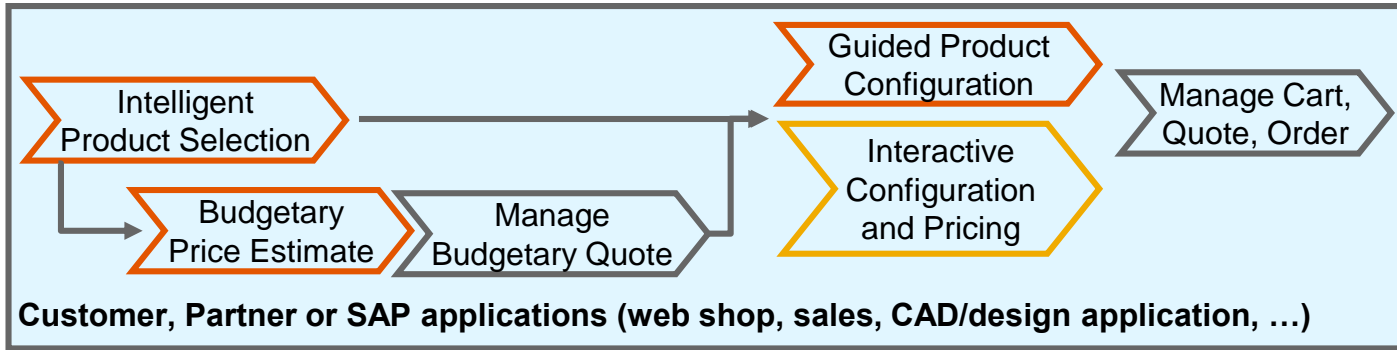 Intelligent
Product Selection
Budgetary
Price Estimate
Manage
Budgetary Quote
Guided Product
Configuration
Interactive
Configuration
and Pricing
Manage Cart,
Quote, Order
Customer, Partner or SAP applications (web shop, sales, CAD/design application, …)